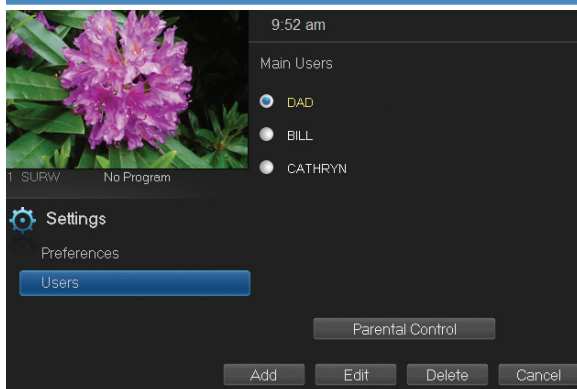 9:52 am
Main Users
DAD
BILL
CATHRYN
1 SURW No Program
Settings
Preferences
Users
Parental Control
Add Edit Delete Cancel